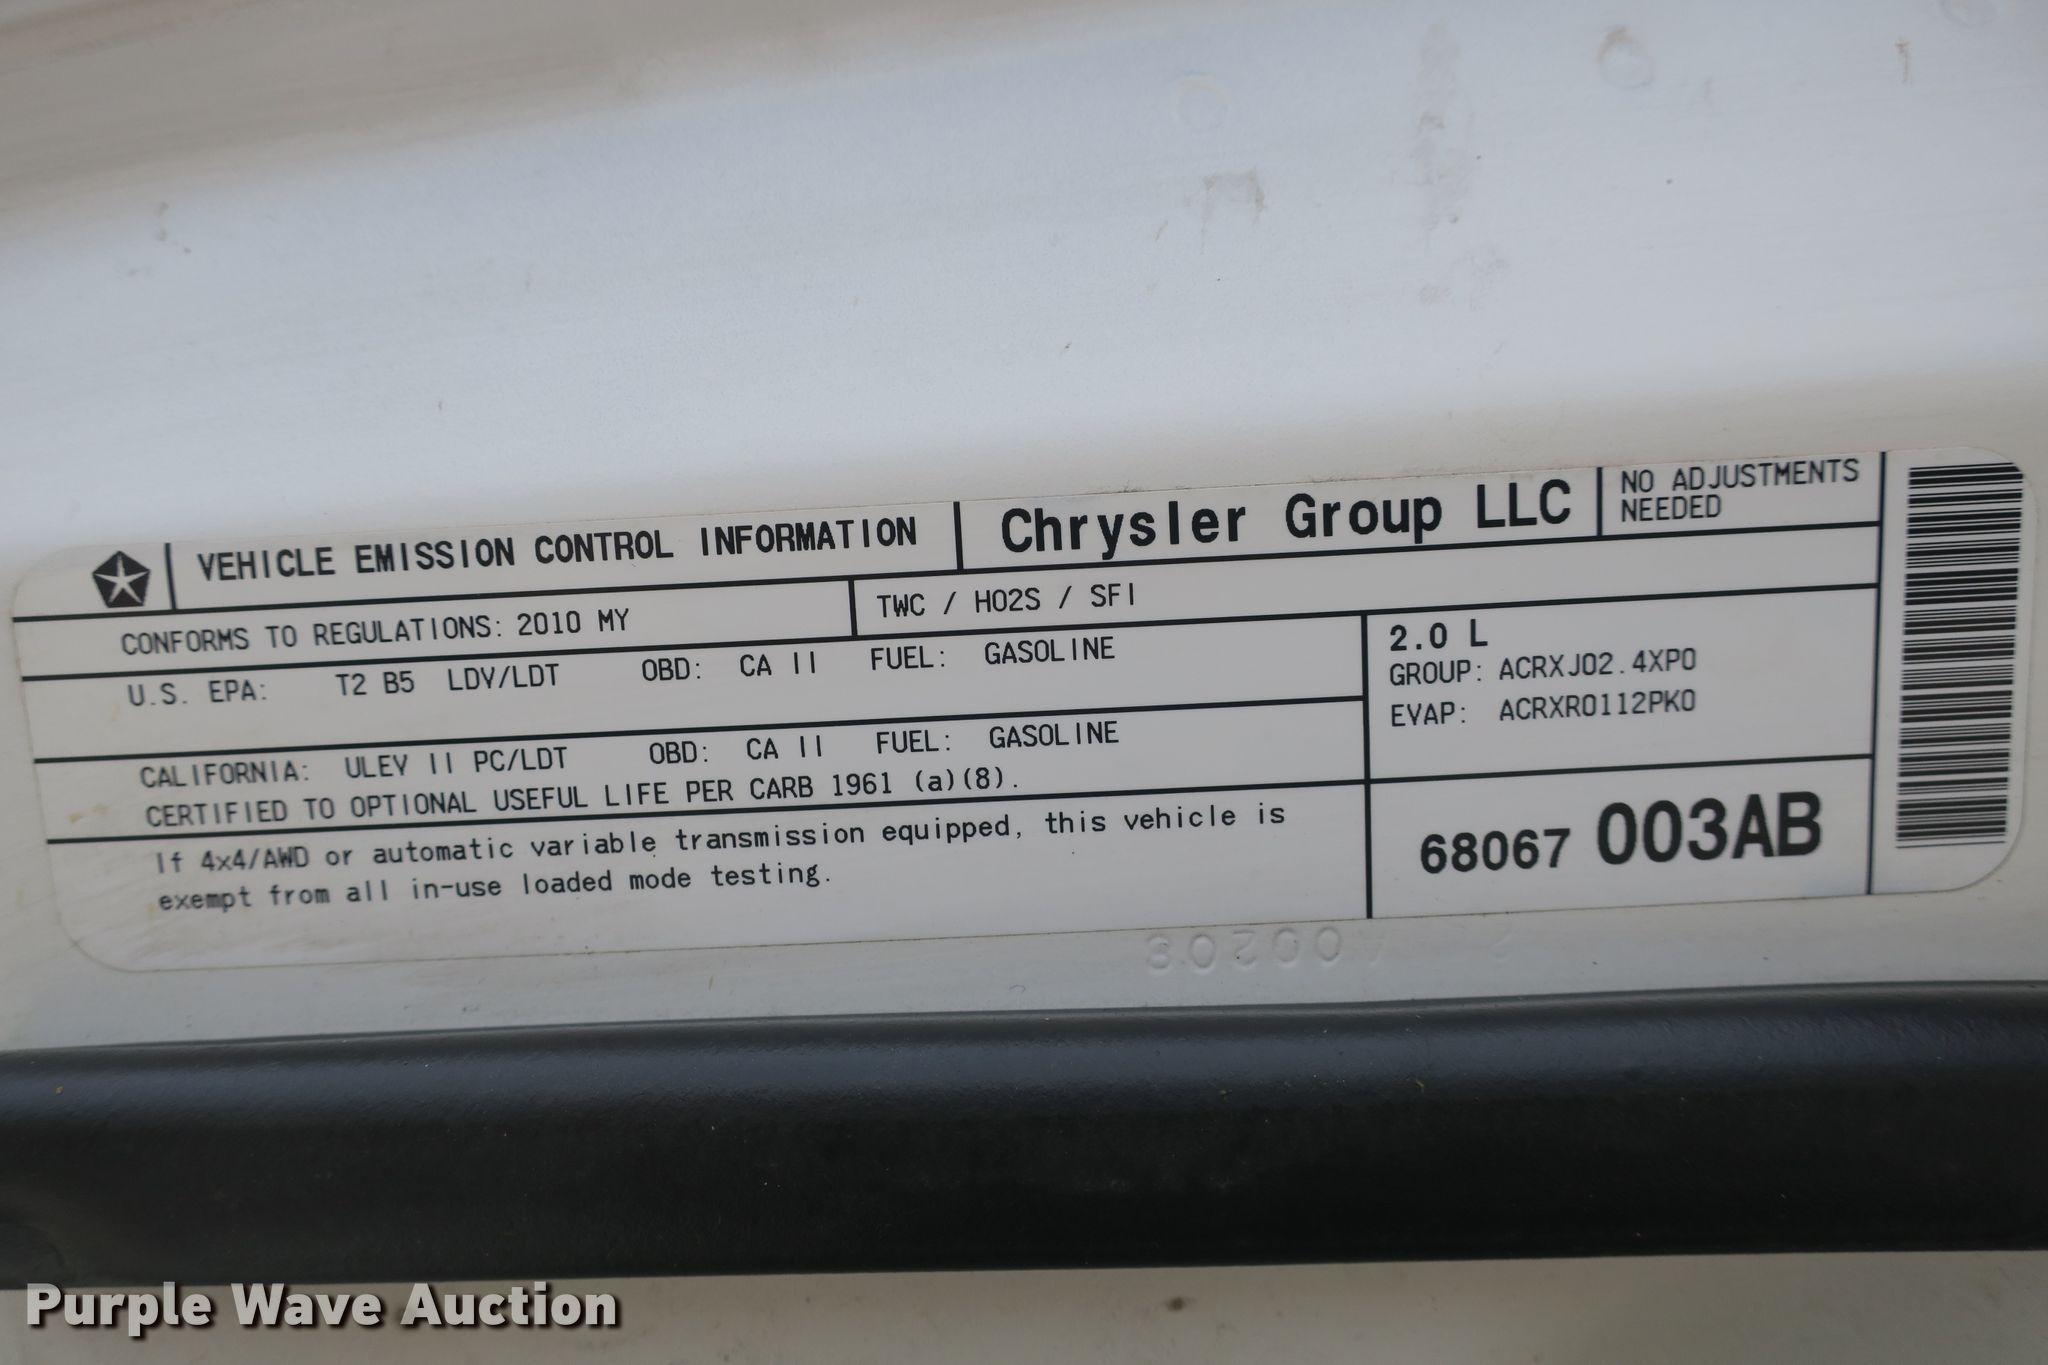 VEHICLE EMISSION CONTROL INFORMATION
Chrysler Group LLC
NO ADJUSTMENTS
NEEDED
CONFORMS TO REGULATIONS: 2010 MY
TWC / HO2S / SFI
U.S. EPA: T2 B5 LDV/LDT OBD: CA II FUEL: GASOLINE
CALIFORNIA: ULEV II PC/LDT OBD: CA II FUEL: GASOLINE
CERTIFIED TO OPTIONAL USEFUL LIFE PER CARB 1961 (a)(8).
If 4x4/AWD or automatic variable transmission equipped, this vehicle is
exempt from all in-use loaded mode testing.
2.0 L
GROUP: ACRXJ02.4XP0
EVAP: ACRXR0112PK0
68067 003AB
Purple Wave Auction